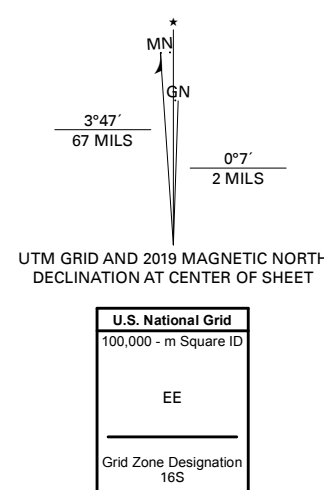 ★
MN
GN
3°47´
67 MILS
0°7´
2 MILS
UTM GRID AND 2019 MAGNETIC NORTH
DECLINATION AT CENTER OF SHEET
U.S. National Grid
100,000 - m Square ID
EE
Grid Zone Designation
16S